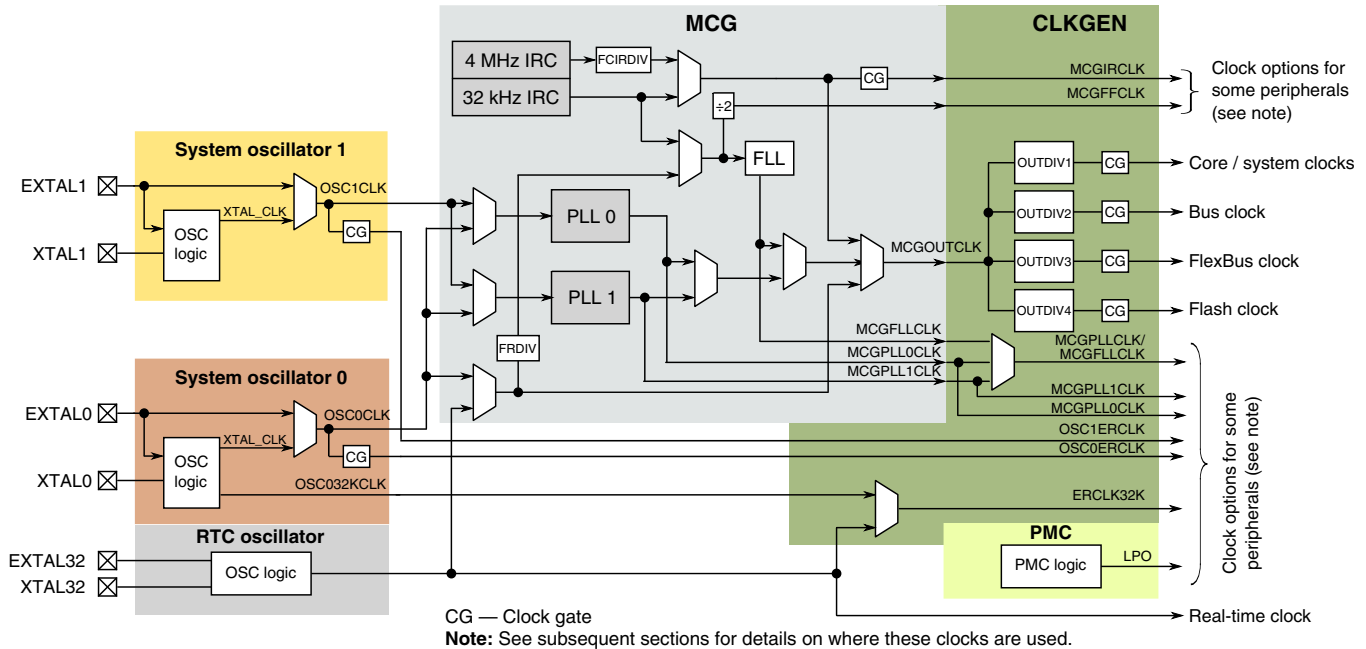 MCG
CLKGEN
4 MHz IRC
FCIRDIV
32 kHz IRC
CG
MCGIRCLK
÷2
MCGFFCLK
Clock options for
some peripherals
(see note)
System oscillator 1
EXTAL1
OSC1CLK
XTAL_CLK
OSC
logic
CG
XTAL1
FLL
PLL 0
PLL 1
FRDIV
MCGOUTCLK
OUTDIV1
CG
Core / system clocks
OUTDIV2
CG
Bus clock
OUTDIV3
CG
FlexBus clock
OUTDIV4
CG
Flash clock
MCGFLLCLK
MCGPLL0CLK
MCGPLL1CLK
MCGPLLCLK/
MCGFLLCLK
MCGPLL1CLK
MCGPLL0CLK
OSC1ERCLK
OSC0ERCLK
System oscillator 0
EXTAL0
OSC0CLK
XTAL_CLK
OSC
logic
CG
XTAL0
OSC032KCLK
ERCLK32K
Clock options for some
peripherals (see note)
RTC oscillator
EXTAL32
XTAL32
OSC logic
PMC
PMC logic
LPO
Real-time clock
CG — Clock gate
Note: See subsequent sections for details on where these clocks are used.